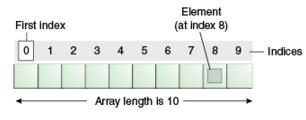 First index
Element
(at index 8)
0 1 2 3 4 5 6 7 8 9
Indices
Array length is 10